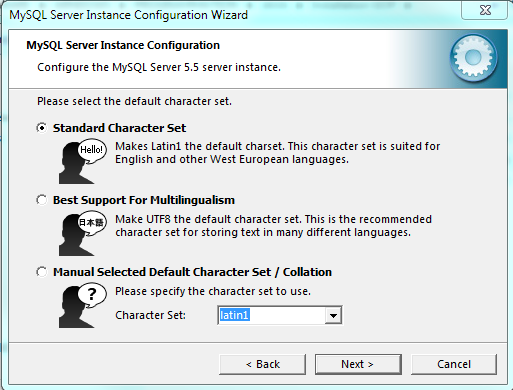 MySQL Server Instance Configuration Wizard
MySQL Server Instance Configuration
Configure the MySQL Server 5.5 server instance.
Please select the default character set.
Standard Character Set
Hello!
Makes Latin1 the default charset. This character set is suited for
English and other West European languages.
Best Support For Multilingualism
日本語
Make UTF8 the default character set. This is the recommended
character set for storing text in many different languages.
Manual Selected Default Character Set / Collation
?
Please specify the character set to use.
Character Set: latin1
< Back Next > Cancel